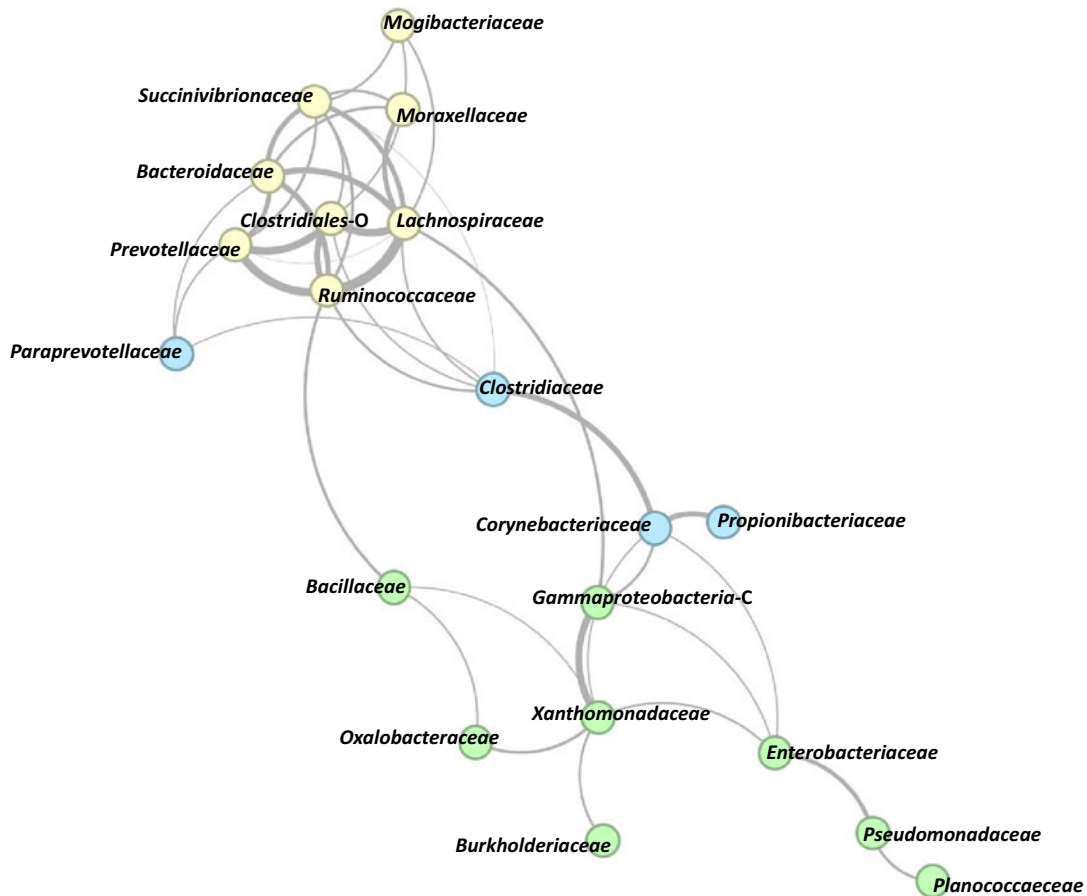 Mogibacteriaceae
Succinivibrionaceae
Moraxellaceae
Bacteroidaceae
Clostridiales-O
Lachnospiraceae
Prevotellaceae
Ruminococcaceae
Paraprevotellaceae
Clostridiaceae
Corynebacteriaceae
Propionibacteriaceae
Bacillaceae
Gammaproteobacteria-C
Xanthomonadaceae
Oxalobacteraceae
Enterobacteriaceae
Burkholderiaceae
Pseudomonadaceae
Planococcaeceae